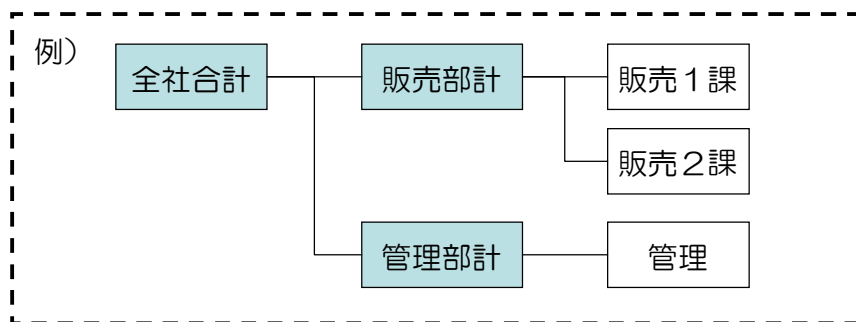 例）
全社合計
販売部計
販売１課
販売２課
管理部計
管理